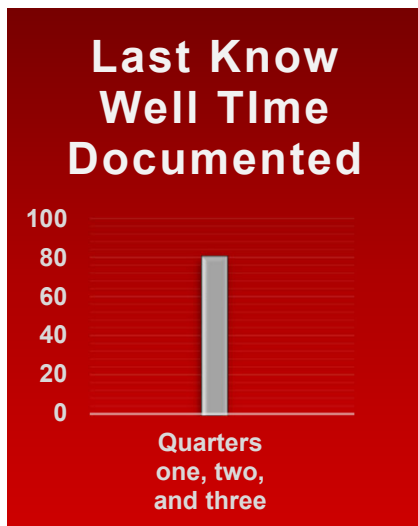 Last Know
Well TIme
Documented
100
80
60
40
20
0
Quarters
one, two,
and three